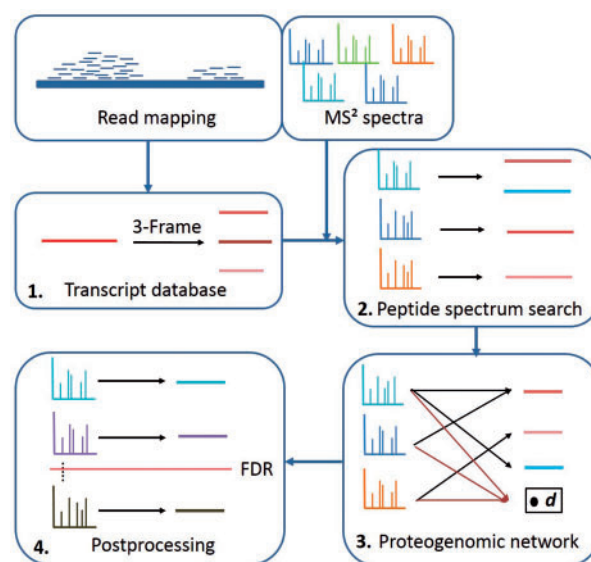 Read mapping
MS² spectra
3-Frame
1. Transcript database
2. Peptide spectrum search
FDR
4. Postprocessing
d
3. Proteogenomic network